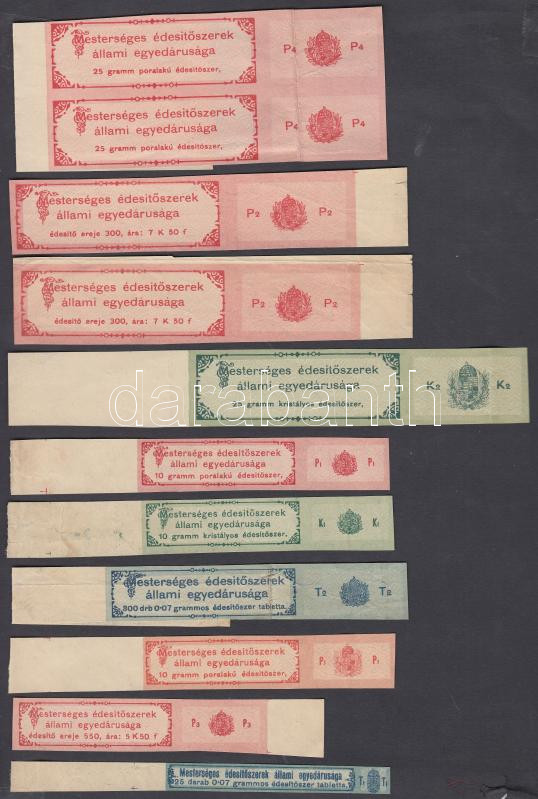 Mesterséges édesitőszerek
állami egyedárusága
25 gramm poralakú édesitőszer,
P4 P4
Mesterséges édesitőszerek
állami egyedárusága
25 gramm poralakú édesitőszer,
P4 P4
Mesterséges édesitőszerek
állami egyedárusága
édesitő ereje 300, ára: 7 K 50 f
P2 P2
Mesterséges édesitőszerek
állami egyedárusága
édesitő ereje 300, ára: 7 K 50 f
P2 P2
Mesterséges édesitőszerek
állami egyedárusága
25 gramm kristályos édesitőszer,
K2 K2
darabanth
Mesterséges édesitőszerek
állami egyedárusága
10 gramm poralakú édesitőszer,
P1 P1
Mesterséges édesitőszerek
állami egyedárusága
10 gramm kristályos édesitőszer,
K1 K1
Mesterséges édesitőszerek
állami egyedárusága
300 drb 0·07 grammos édesitőszer tabletta,
T2 T2
Mesterséges édesitőszerek
állami egyedárusága
10 gramm poralakú édesitőszer,
P1 P1
Mesterséges édesitőszerek
állami egyedárusága
édesitő ereje 550, ára: 5 K 50 f
P3 P3
Mesterséges édesitőszerek állami egyedárusága
25 darab 0·07 grammos édesitőszer tabletta,
T1 T1